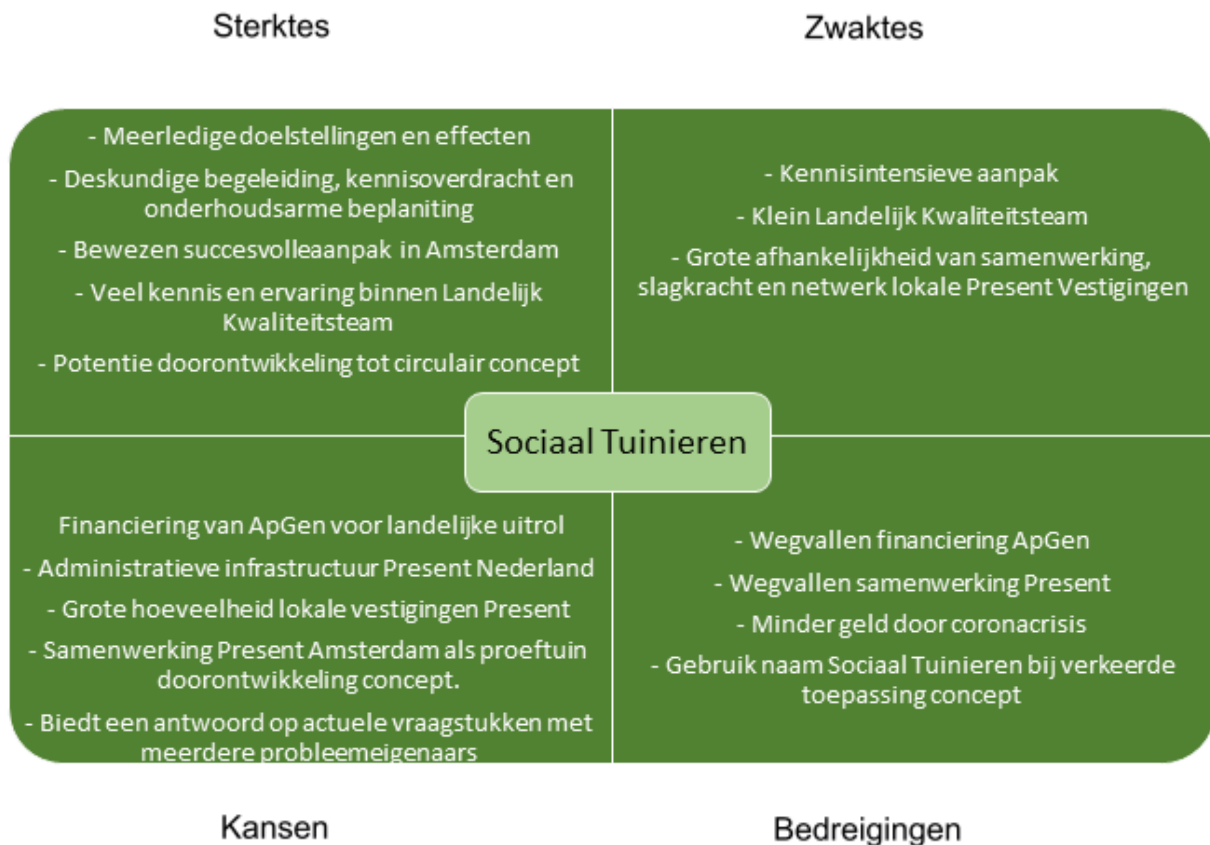 Sterktes
Zwaktes
- Meerledige doelstellingen en effecten
- Deskundige begeleiding, kennisoverdracht en
onderhoudsarme beplaniting
- Bewezen succesvolleaanpak in Amsterdam
- Veel kennis en ervaring binnen Landelijk
Kwaliteitsteam
- Potentie doorontwikkeling tot circulair concept
- Kennisintensieve aanpak
- Klein Landelijk Kwaliteitsteam
- Grote afhankelijkheid van samenwerking,
slagkracht en netwerk lokale Present Vestigingen
Sociaal Tuinieren
Financiering van ApGen voor landelijke uitrol
- Administratieve infrastructuur Present Nederland
- Grote hoeveelheid lokale vestigingen Present
- Samenwerking Present Amsterdam als proeftuin
doorontwikkeling concept.
- Biedt een antwoord op actuele vraagstukken met
meerdere probleemeigenaars
- Wegvallen financiering ApGen
- Wegvallen samenwerking Present
- Minder geld door coronacrisis
- Gebruik naam Sociaal Tuinieren bij verkeerde
toepassing concept
Kansen
Bedreigingen